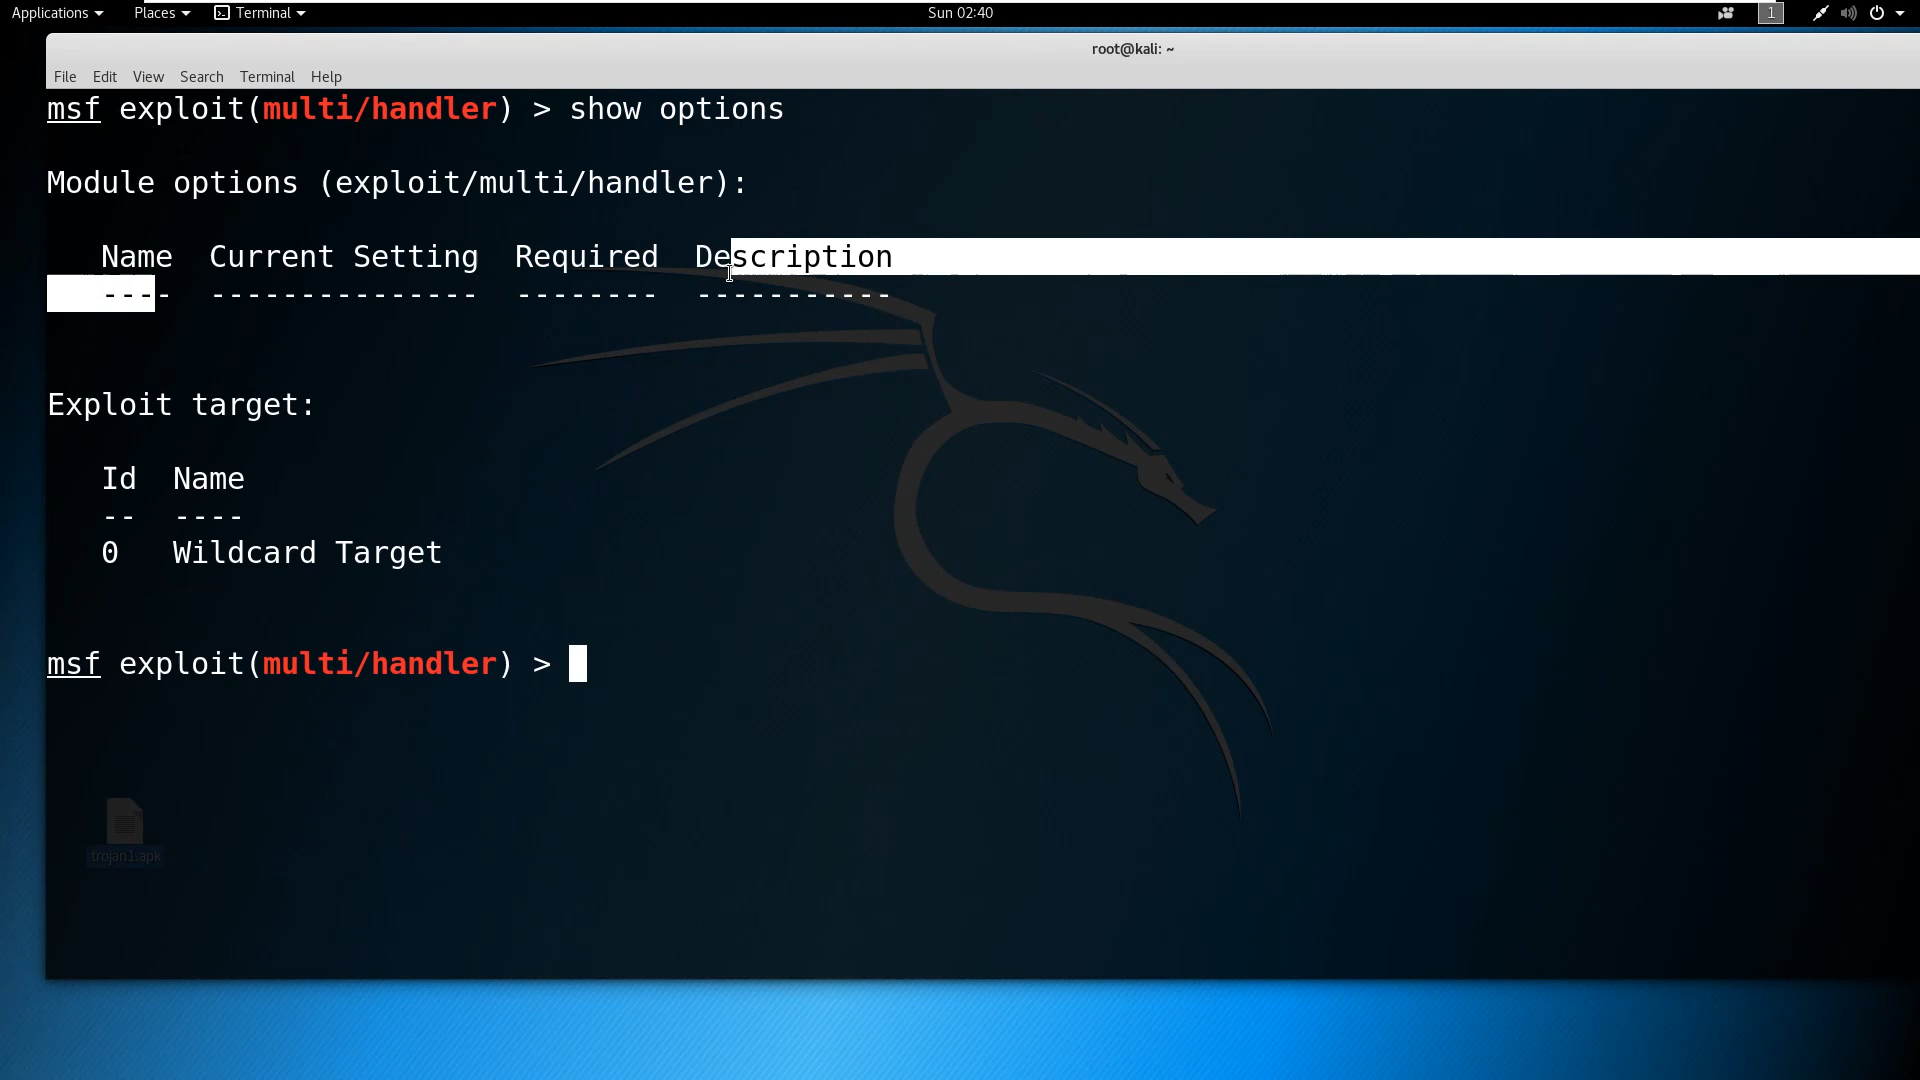 Applications Places Terminal Sun 02:40 1
root@kali: ~
File Edit View Search Terminal Help
msf exploit(multi/handler) > show options
Module options (exploit/multi/handler):
Name Current Setting Required Description
---- --------------- -------- -----------
Exploit target:
Id Name
-- ----
0 Wildcard Target
msf exploit(multi/handler) >
trojan1.apk